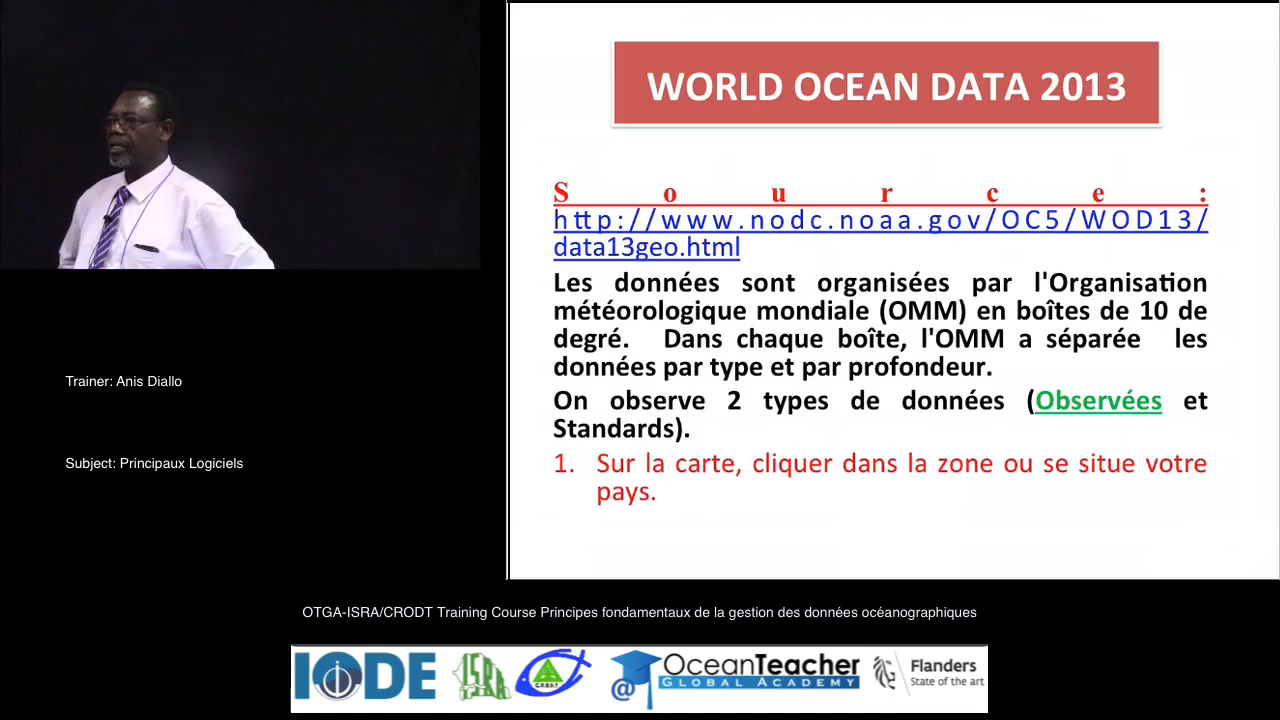 WORLD OCEAN DATA 2013
Source:
http://www.nodc.noaa.gov/OC5/WOD13/
data13geo.html
Les données sont organisées par l'Organisation
météorologique mondiale (OMM) en boîtes de 10 de
degré. Dans chaque boîte, l'OMM a séparée les
données par type et par profondeur.
On observe 2 types de données (Observées et
Standards).
1. Sur la carte, cliquer dans la zone ou se situe votre
pays.
Trainer: Anis Diallo
Subject: Principaux Logiciels
OTGA-ISRA/CRODT Training Course Principes fondamentaux de la gestion des données océanographiques
IODE
ISRA
@
OceanTeacher
GLOBAL ACADEMY
Flanders
State of the art